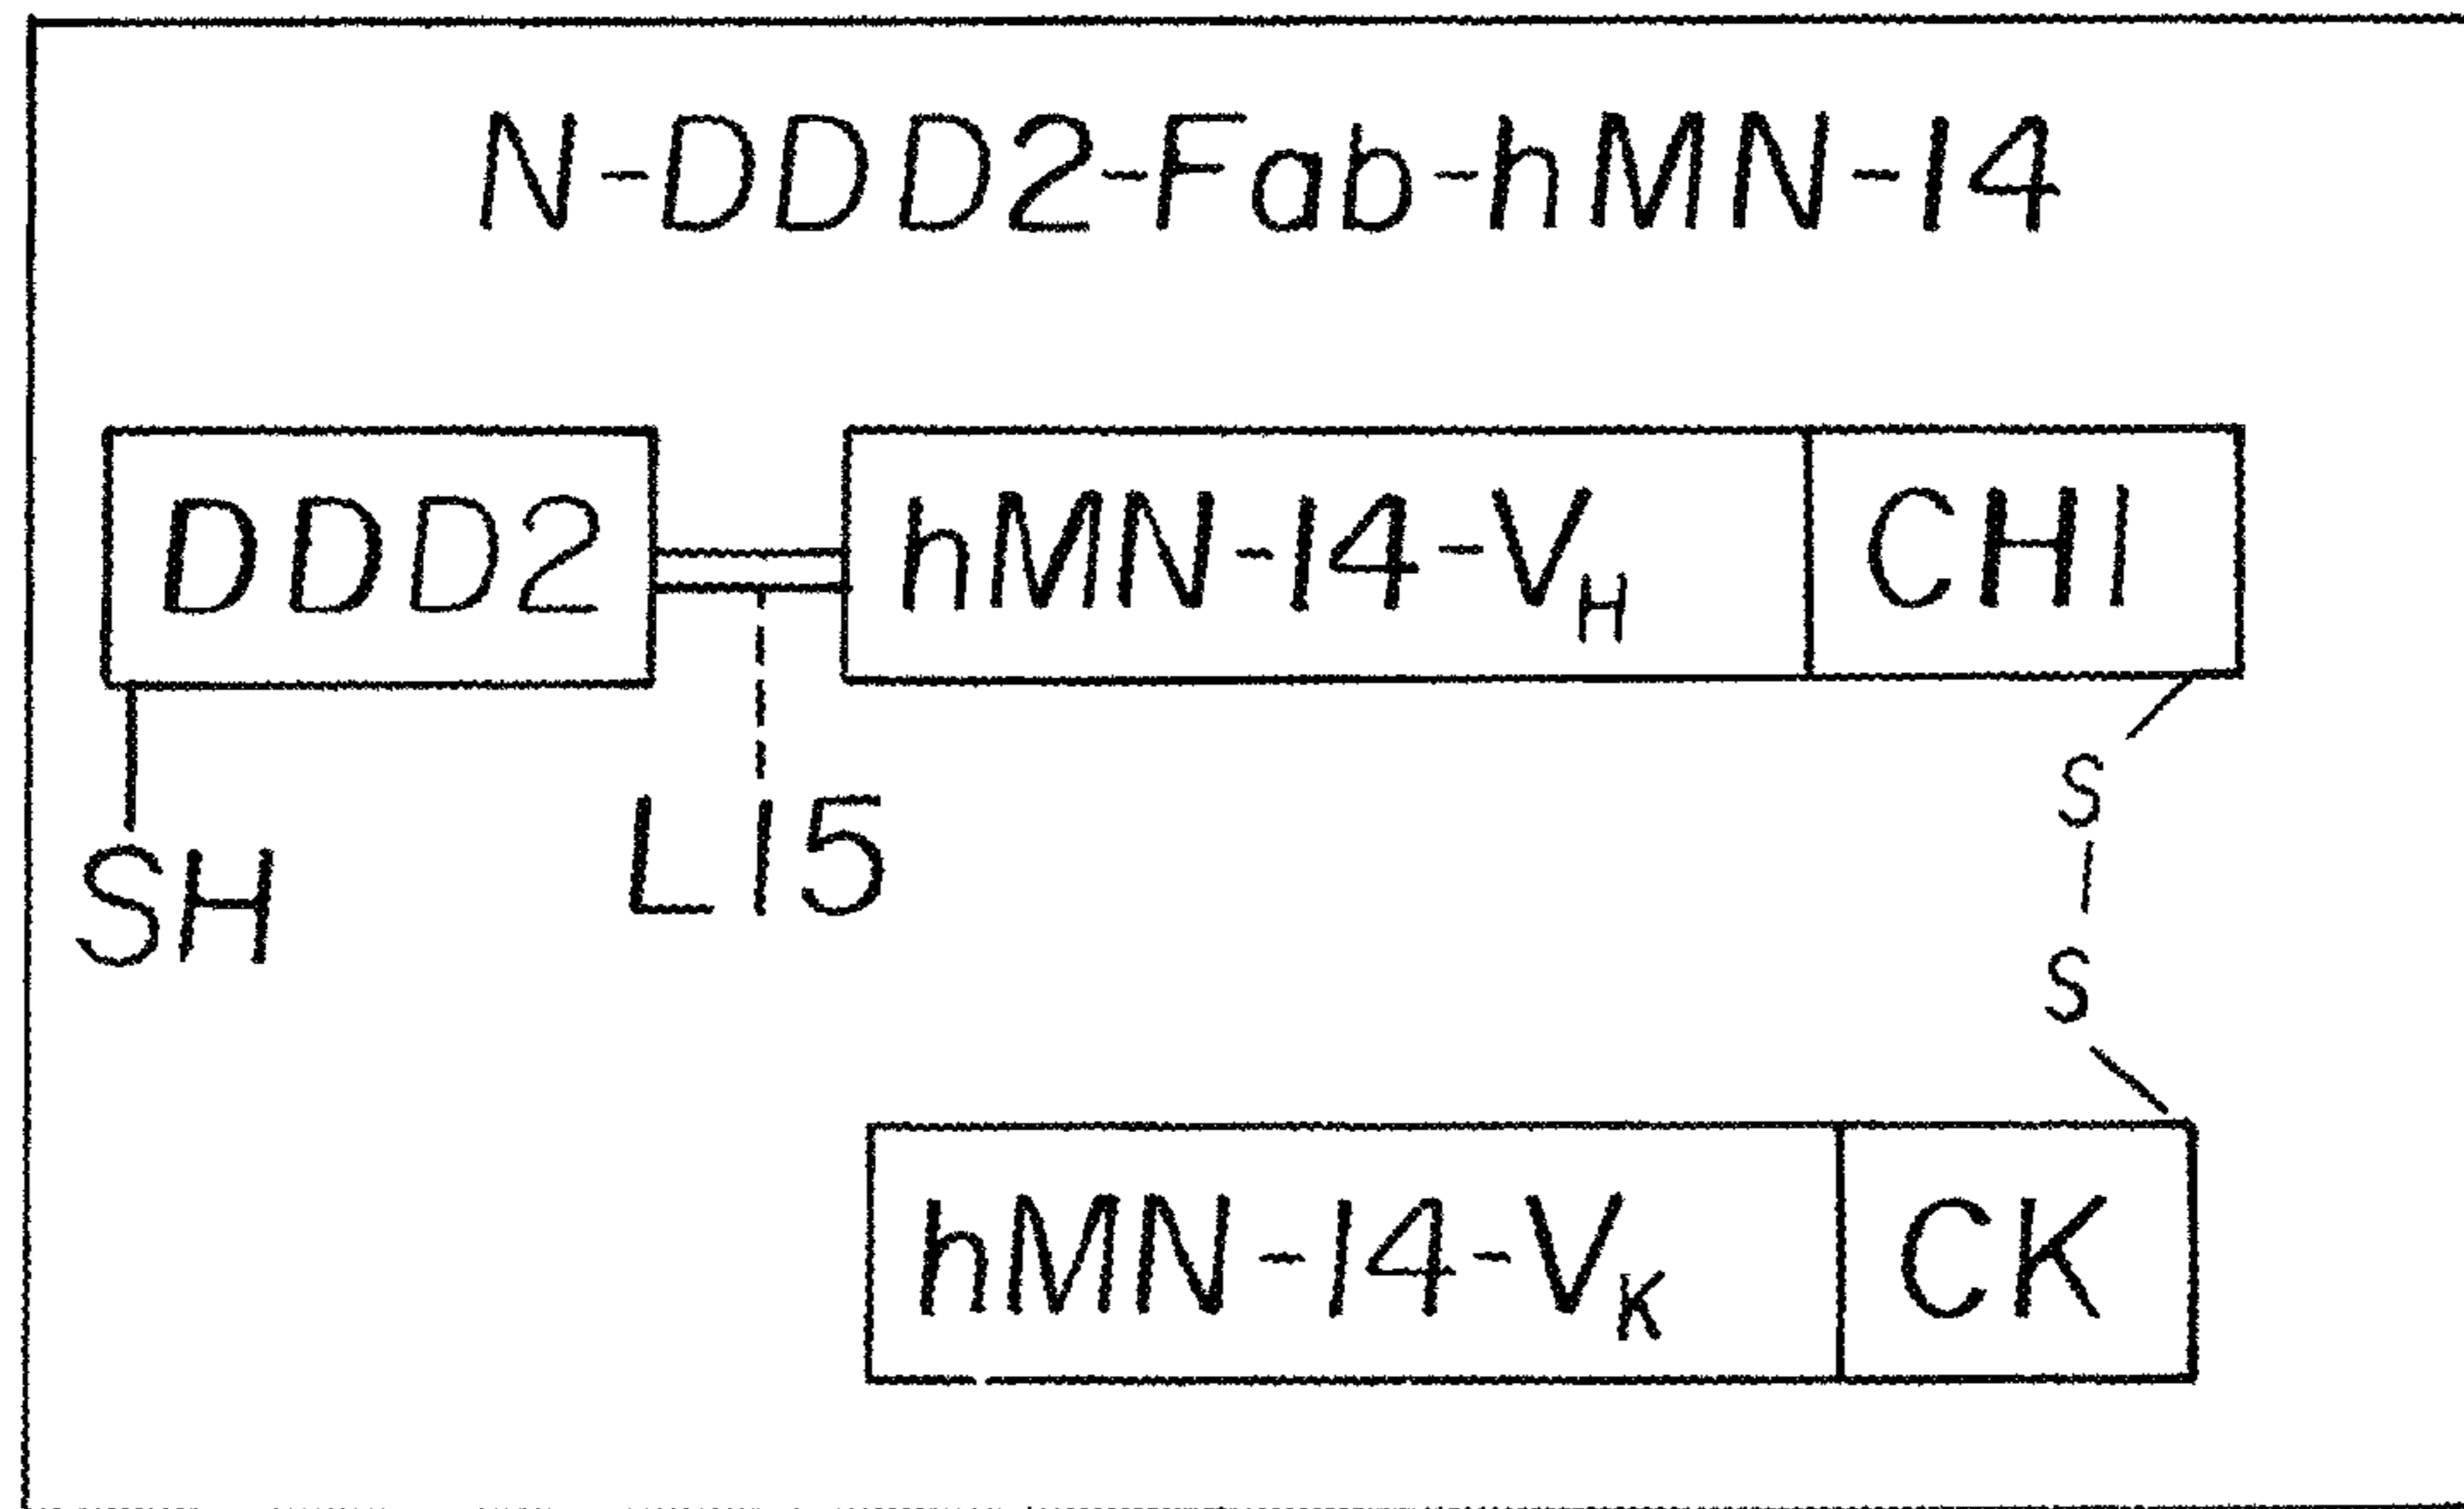 N-DDD2-Fab-hMN-14
DDD2 hMN-14-VH CH1
SH L15 S
S
hMN-14-VK CK